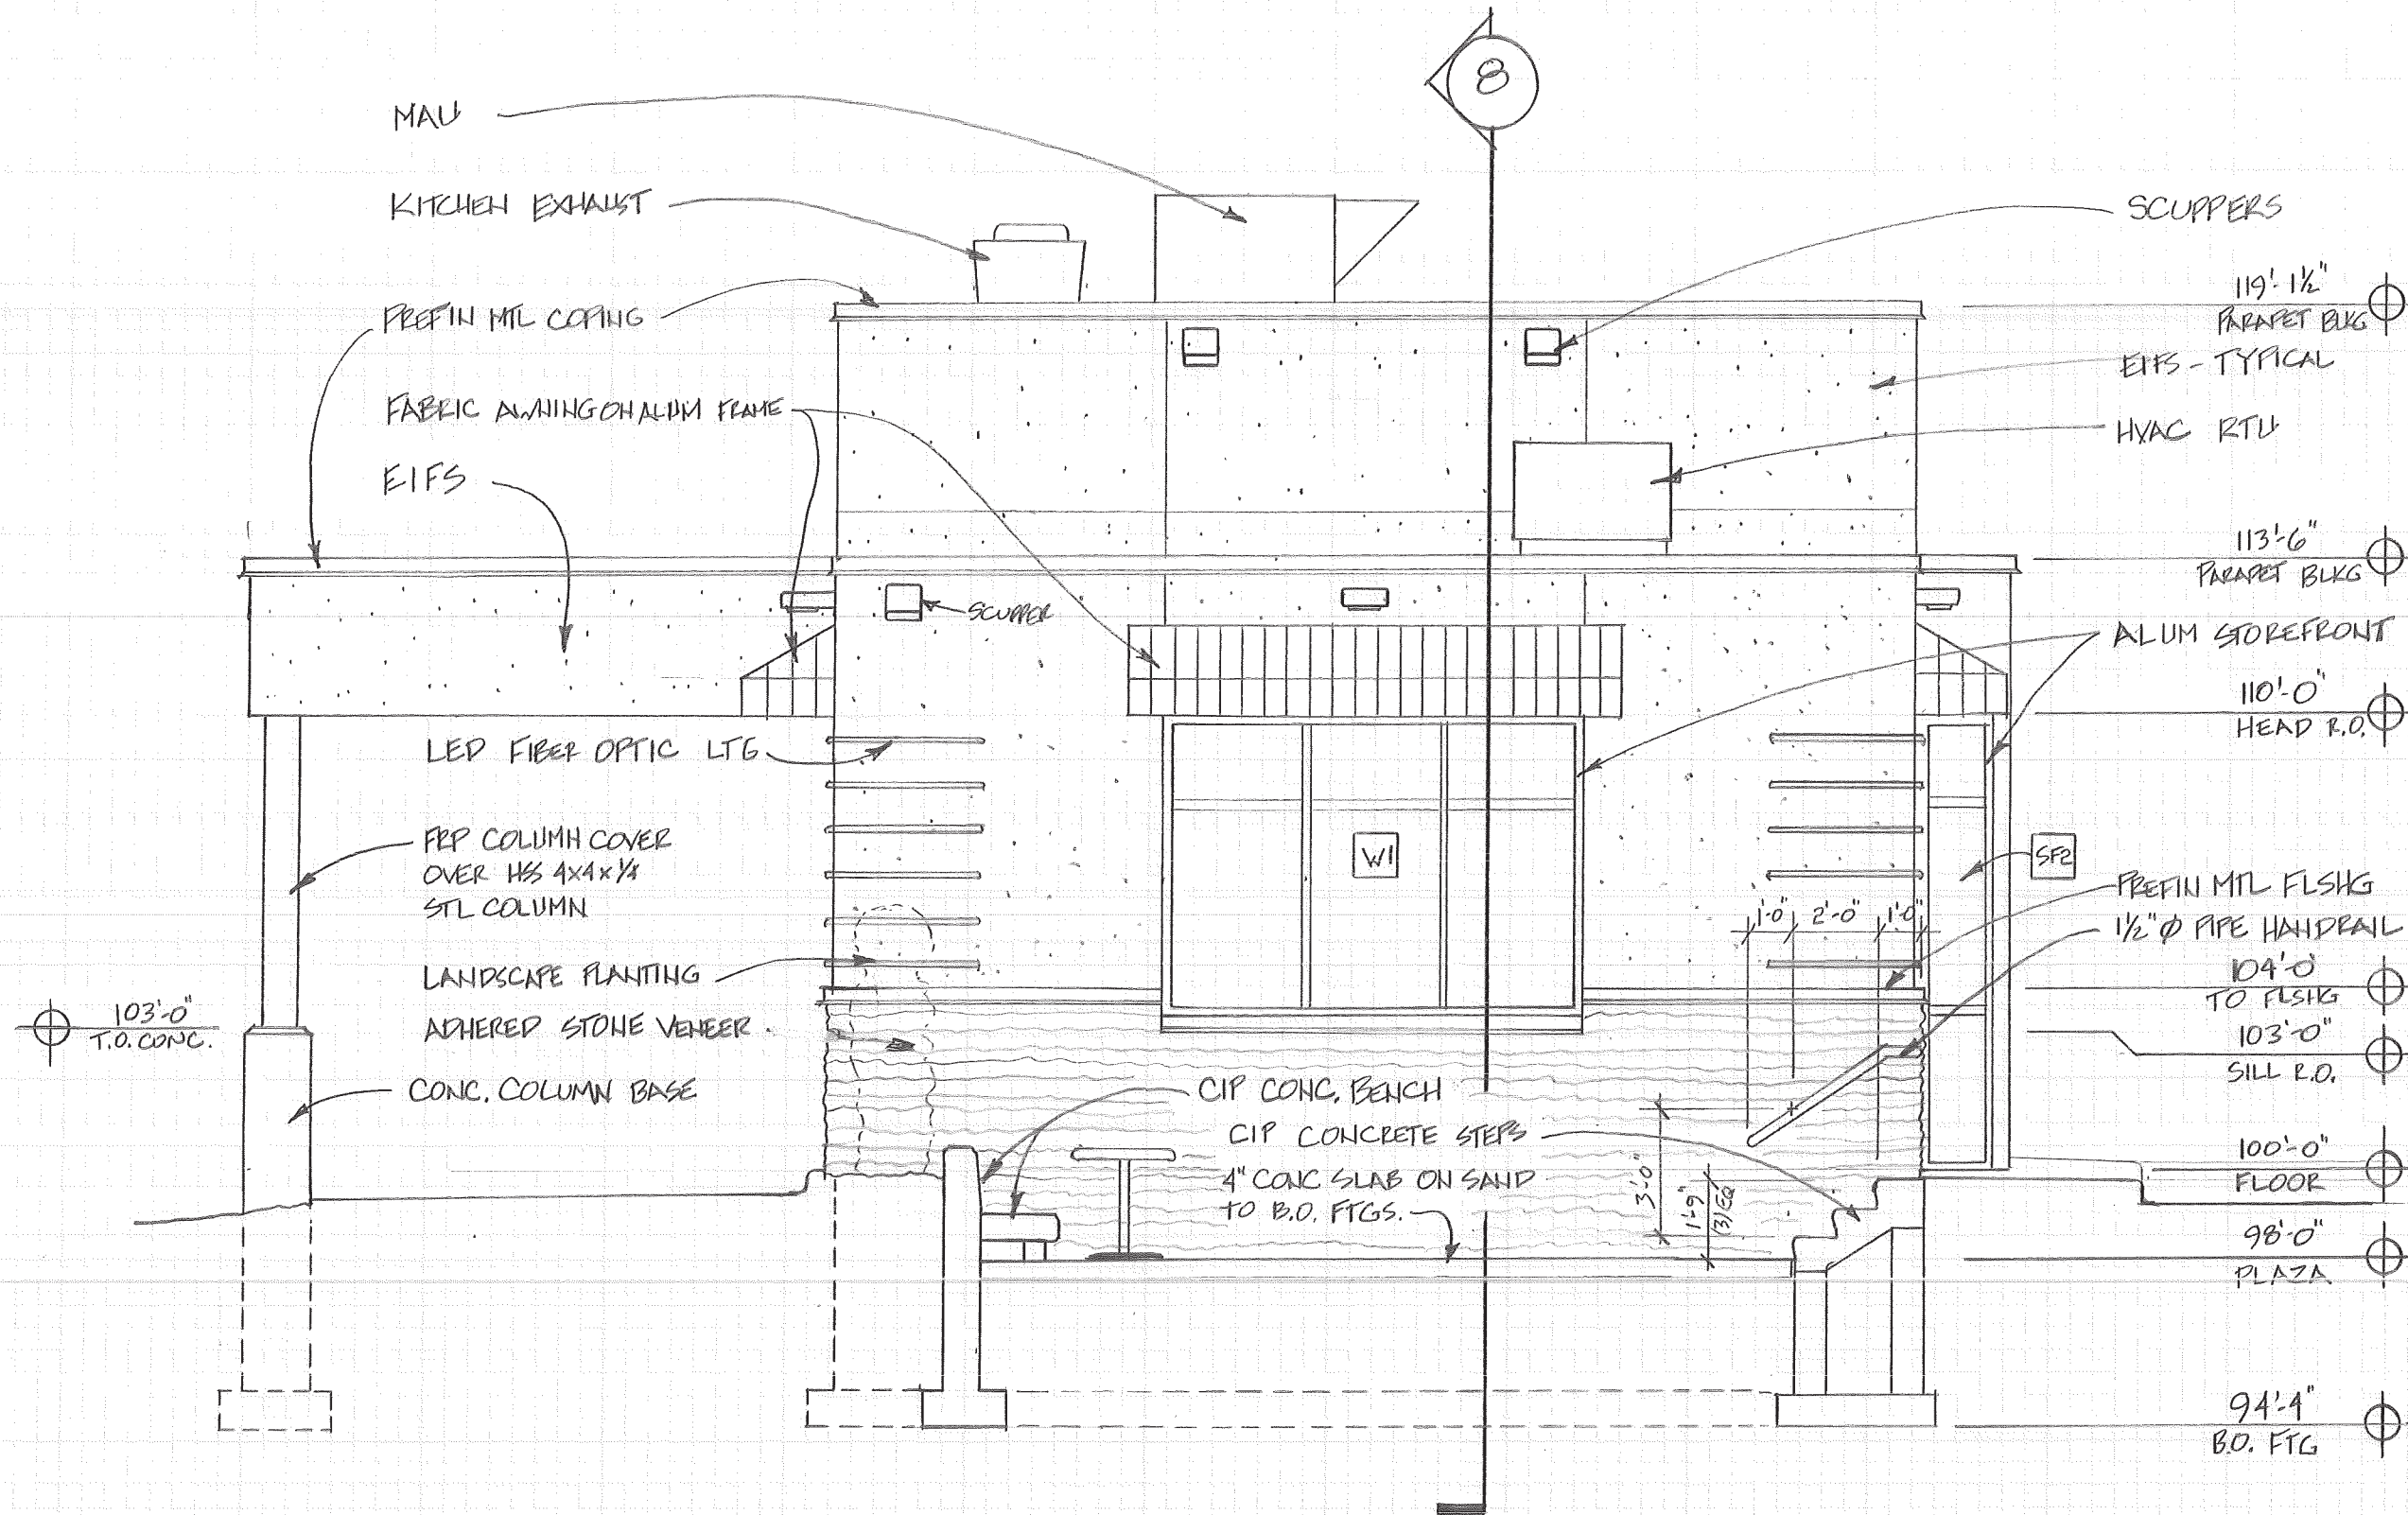 8
MAU
KITCHEN EXHAUST
SCUPPERS
119'-1½"
PARAPET BLKG
PREFIN MTL COPING
EIFS - TYPICAL
FABRIC AWNING ON ALUM FRAME
HVAC RTU
EIFS
113'-6"
PARAPET BLKG
SCUPPER
ALUM STOREFRONT
110'-0"
HEAD R.O.
LED FIBER OPTIC LTG
FRP COLUMN COVER
OVER HSS 4x4x¼
STL COLUMN
W1
SF2
PREFIN MTL FLSHG
1'-0" 2'-0" 1'-0"
1½"Ø PIPE HANDRAIL
LANDSCAPE PLANTING
104'-0"
TO FLSHG
103'-0"
T.O. CONC.
ADHERED STONE VENEER
103'-0"
SILL R.O.
CONC. COLUMN BASE
CIP CONC. BENCH
CIP CONCRETE STEPS
4" CONC SLAB ON SAND
TO B.O. FTGS.
3'-0"
1'-9"
(3) EQ
100'-0"
FLOOR
98'-0"
PLAZA
94'-4"
B.O. FTG